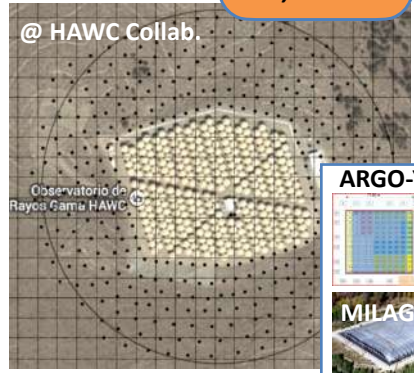 @ HAWC Collab.
Observatorio de
Rayos Gama HAWC
ARGO-
MILAG